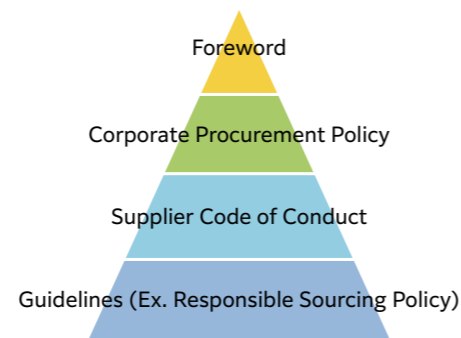 Foreword
Corporate Procurement Policy
Supplier Code of Conduct
Guidelines (Ex. Responsible Sourcing Policy)